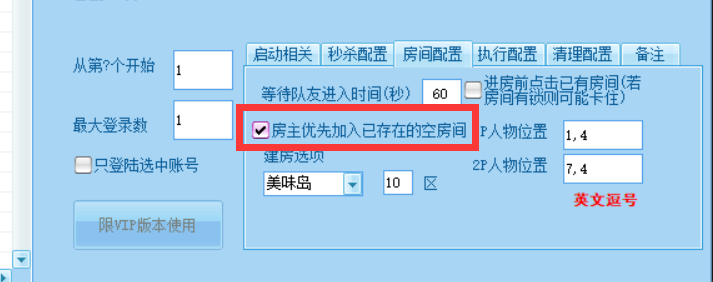 启动相关 秒杀配置 房间配置 执行配置 清理配置 备注
从第?个开始 1
等待队友进入时间(秒) 60 进房前点击已有房间(若
房间有锁则可能卡住)
最大登录数 1
房主优先加入已存在的空房间 P人物位置 1,4
只登陆选中账号
建房选项 2P人物位置 7,4
美味岛 10 区
英文逗号
限VIP版本使用